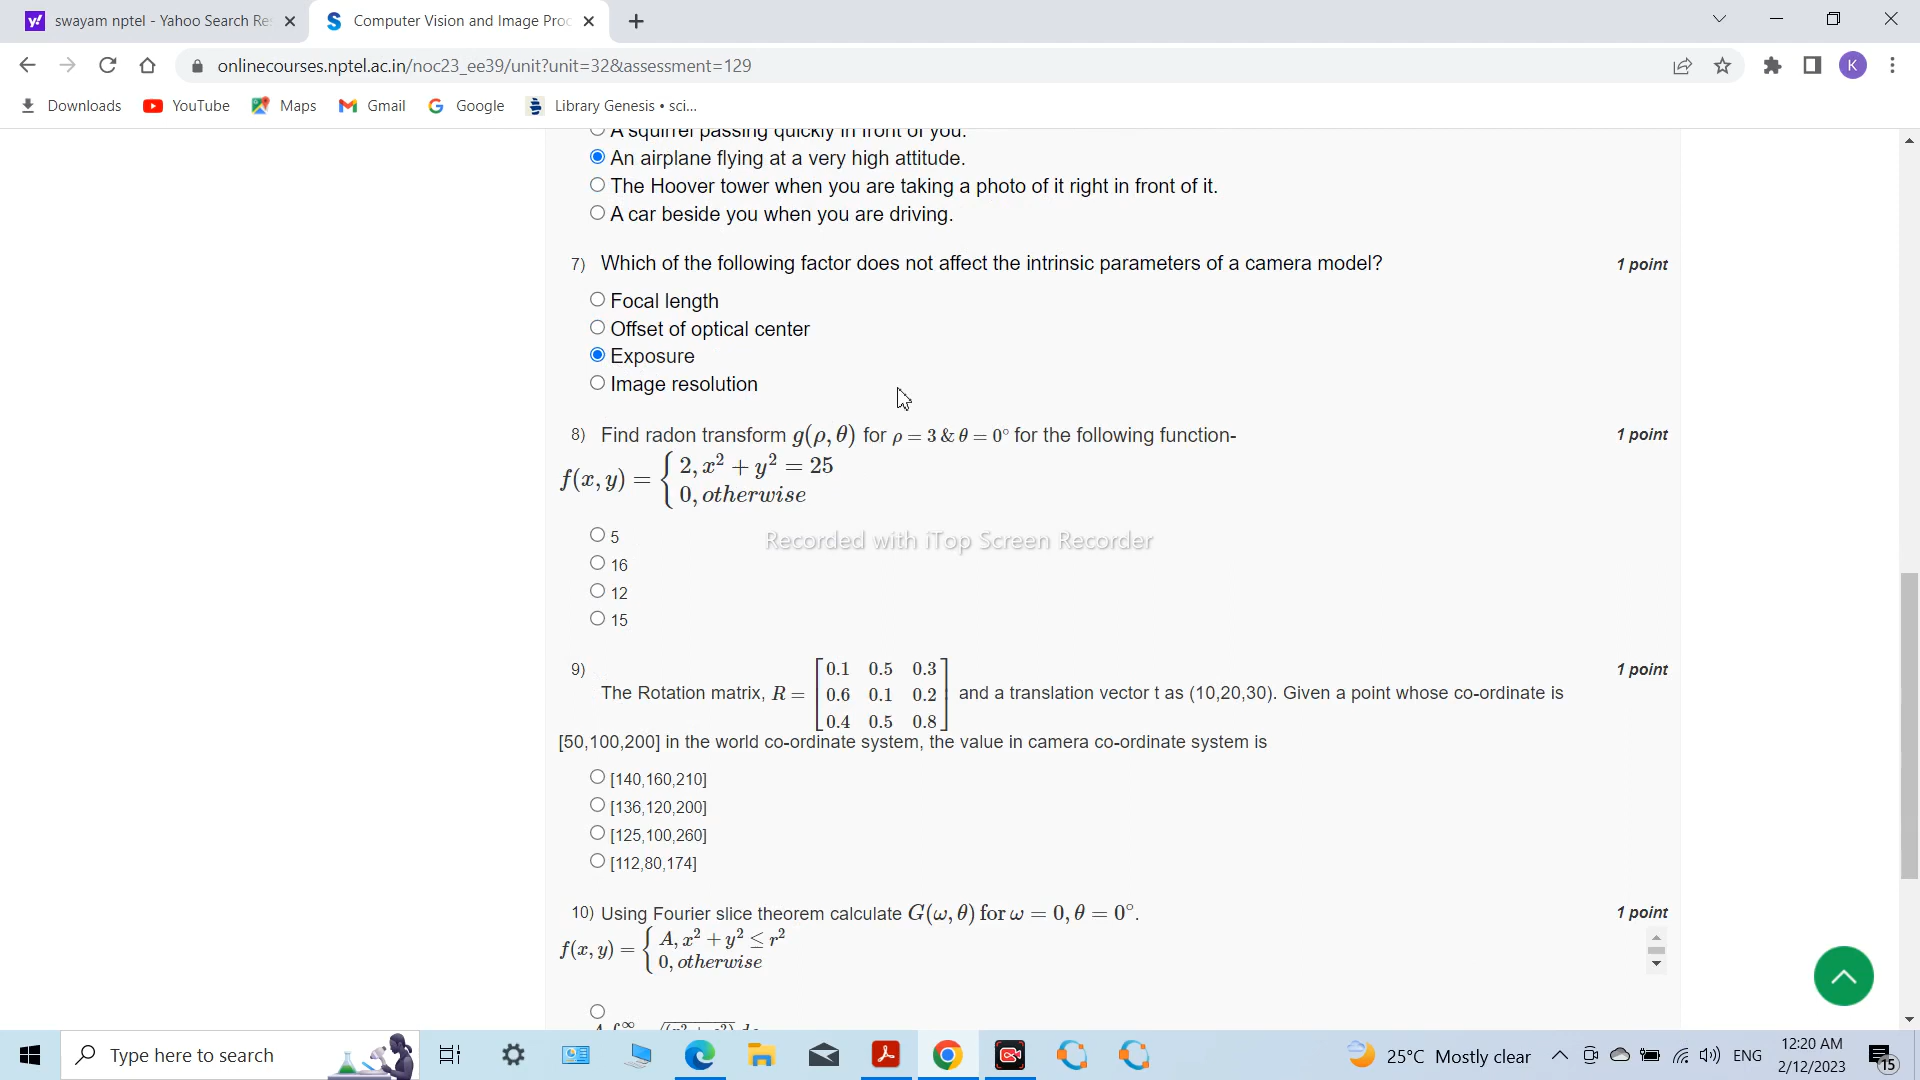 swayam nptel - Yahoo Search Re
Computer Vision and Image Proc
onlinecourses.nptel.ac.in/noc23_ee39/unit?unit=32&assessment=129
K
Downloads YouTube Maps Gmail Google Library Genesis • sci...
A squirrel passing quickly in front of you.
An airplane flying at a very high attitude.
The Hoover tower when you are taking a photo of it right in front of it.
A car beside you when you are driving.
7) Which of the following factor does not affect the intrinsic parameters of a camera model? 1 point
Focal length
Offset of optical center
Exposure
Image resolution
8) Find radon transform g(ρ, θ) for ρ = 3 & θ = 0° for the following function- 1 point
f(x, y) = { 2, x² + y² = 25
0, otherwise
5
Recorded with iTop Screen Recorder
16
12
15
9) 1 point
The Rotation matrix, R = [0.1 0.5 0.3
0.6 0.1 0.2
0.4 0.5 0.8] and a translation vector t as (10,20,30). Given a point whose co-ordinate is
[50,100,200] in the world co-ordinate system, the value in camera co-ordinate system is
[140,160,210]
[136,120,200]
[125,100,260]
[112,80,174]
10) Using Fourier slice theorem calculate G(ω, θ) for ω = 0, θ = 0°. 1 point
f(x, y) = { A, x² + y² ≤ r²
0, otherwise
Type here to search
25°C Mostly clear
ENG
12:20 AM
2/12/2023
15